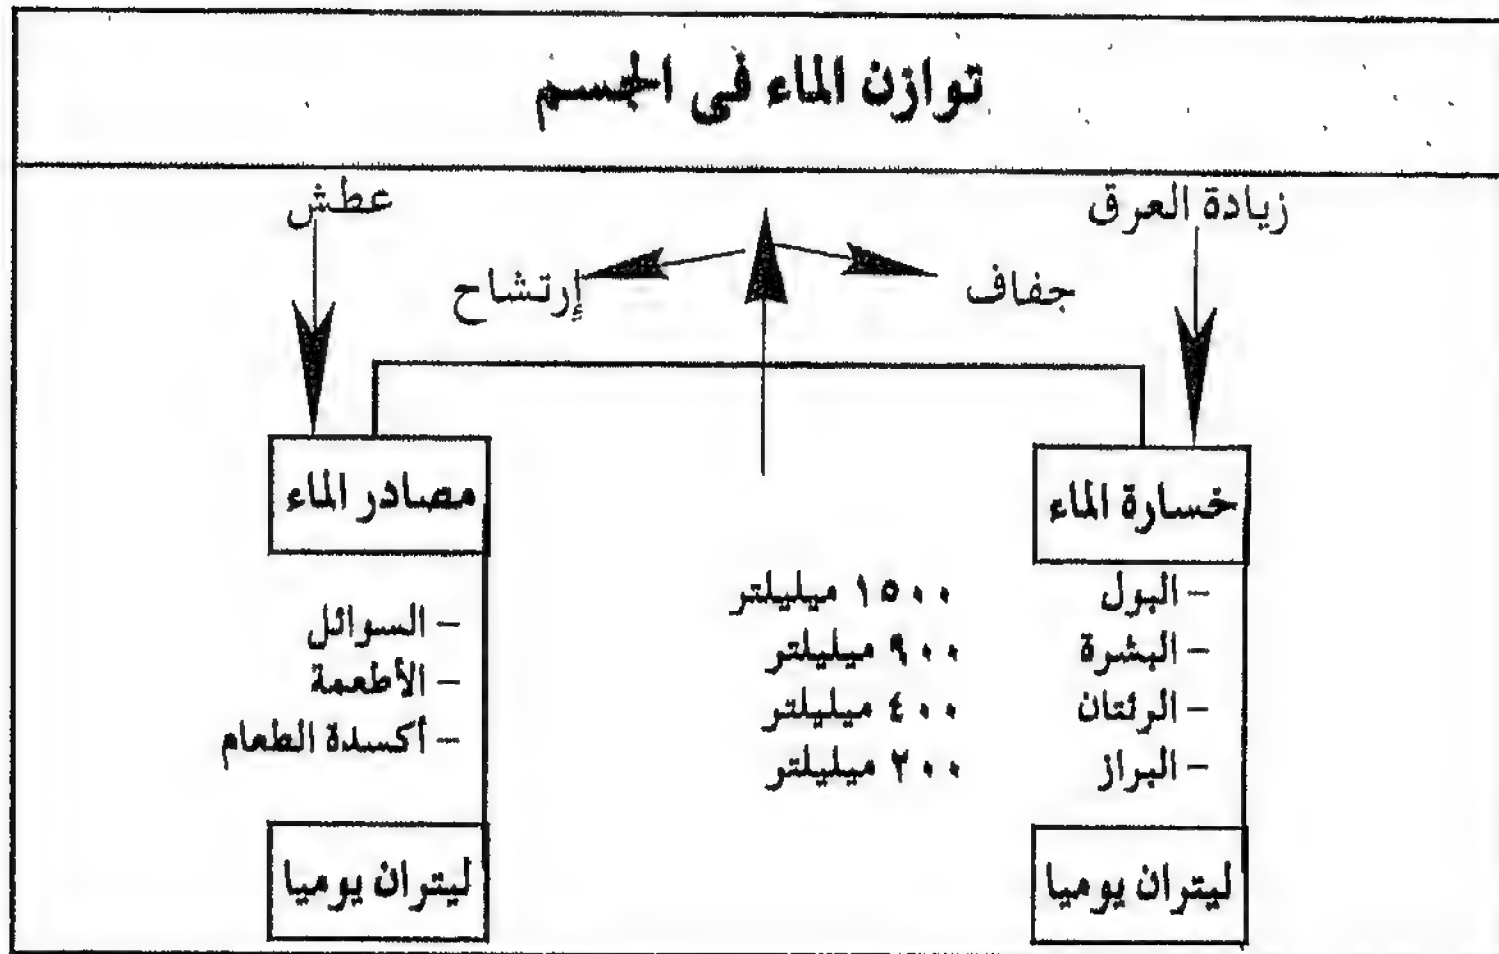 توازن الماء فى الجسم
زيادة العرق
عطش
جفاف
إرتشاح
خسارة الماء
مصادر الماء
– البول ١٥٠٠ ميليلتر
– البشرة ٩٠٠ ميليلتر
– الرئتان ٤٠٠ ميليلتر
– البراز ٢٠٠ ميليلتر
– السوائل
– الأطعمة
– أكسدة الطعام
ليتران يوميا
ليتران يوميا